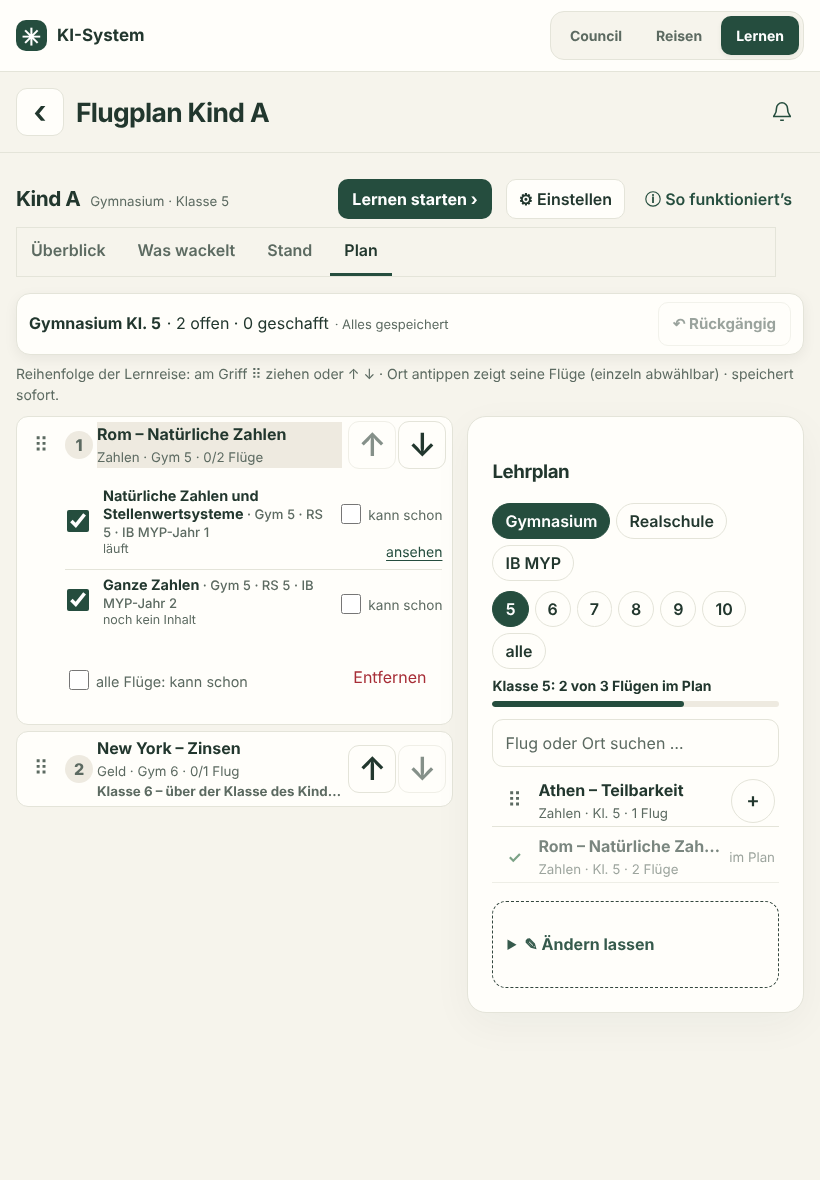 KI-System
Council
Reisen
Lernen
‹
Flugplan Kind A
Kind A Gymnasium · Klasse 5
Lernen starten ›
⚙ Einstellen
ⓘ So funktioniert’s
Überblick
Was wackelt
Stand
Plan
Gymnasium Kl. 5 · 2 offen · 0 geschafft · Alles gespeichert
↶ Rückgängig
Reihenfolge der Lernreise: am Griff ⠿ ziehen oder ↑ ↓ · Ort antippen zeigt seine Flüge (einzeln abwählbar) · speichert
sofort.
⠿ 1 Rom – Natürliche Zahlen
Zahlen · Gym 5 · 0/2 Flüge
↑ ↓
Natürliche Zahlen und
Stellenwertsysteme · Gym 5 · RS
5 · IB MYP-Jahr 1
läuft
kann schon
ansehen
Ganze Zahlen · Gym 5 · RS 5 · IB
MYP-Jahr 2
noch kein Inhalt
kann schon
alle Flüge: kann schon
Entfernen
⠿ 2 New York – Zinsen
Geld · Gym 6 · 0/1 Flug
Klasse 6 – über der Klasse des Kind…
↑ ↓
Lehrplan
Gymnasium
Realschule
IB MYP
5 6 7 8 9 10
alle
Klasse 5: 2 von 3 Flügen im Plan
Flug oder Ort suchen …
⠿ Athen – Teilbarkeit
Zahlen · Kl. 5 · 1 Flug
+
✓ Rom – Natürliche Zah…
Zahlen · Kl. 5 · 2 Flüge
im Plan
▶ ✎ Ändern lassen